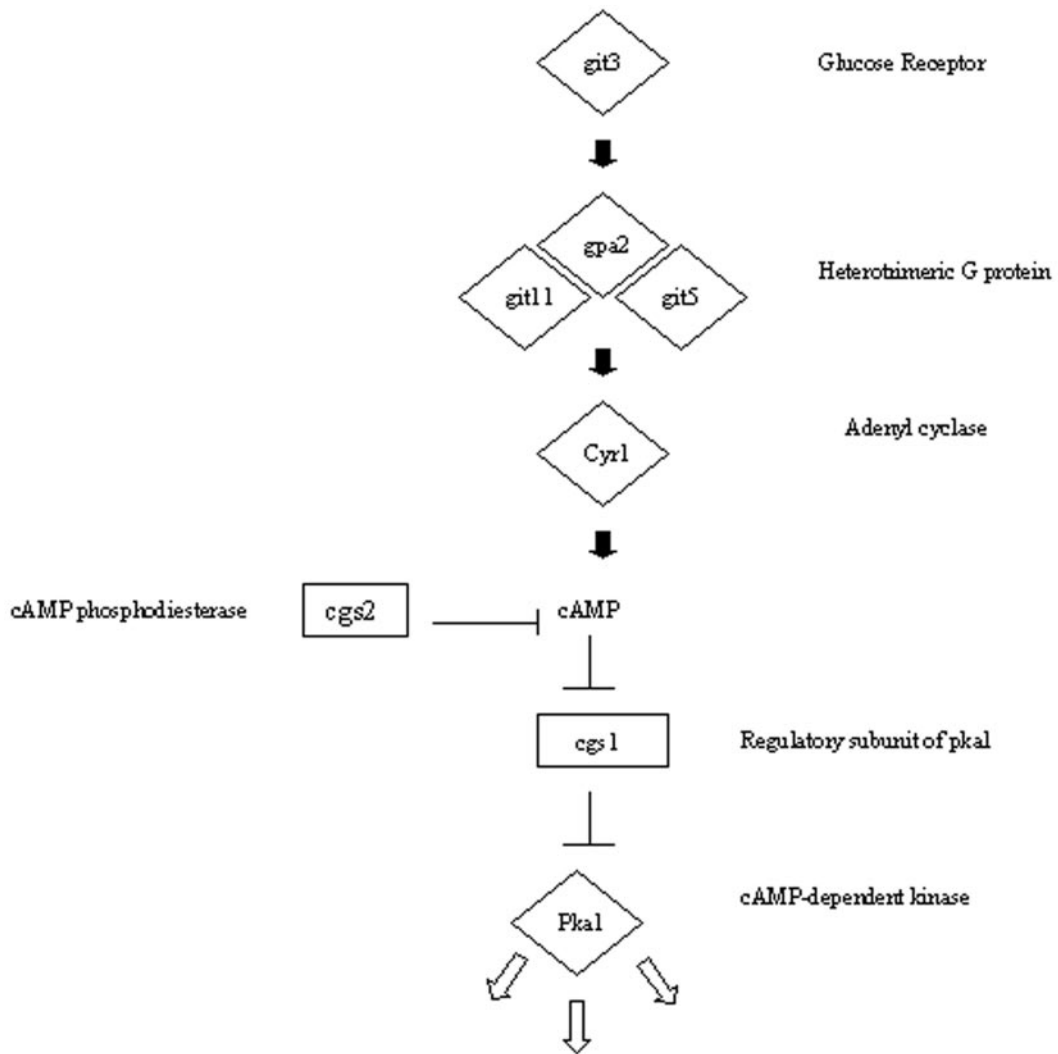 git3
Glucose Receptor
gpa2
git11
git5
Heterotrimeric G protein
Cyr1
Adenyl cyclase
cAMP phosphodiesterase
cgs2
cAMP
cgs1
Regulatory subunit of pka1
Pka1
cAMP-dependent kinase